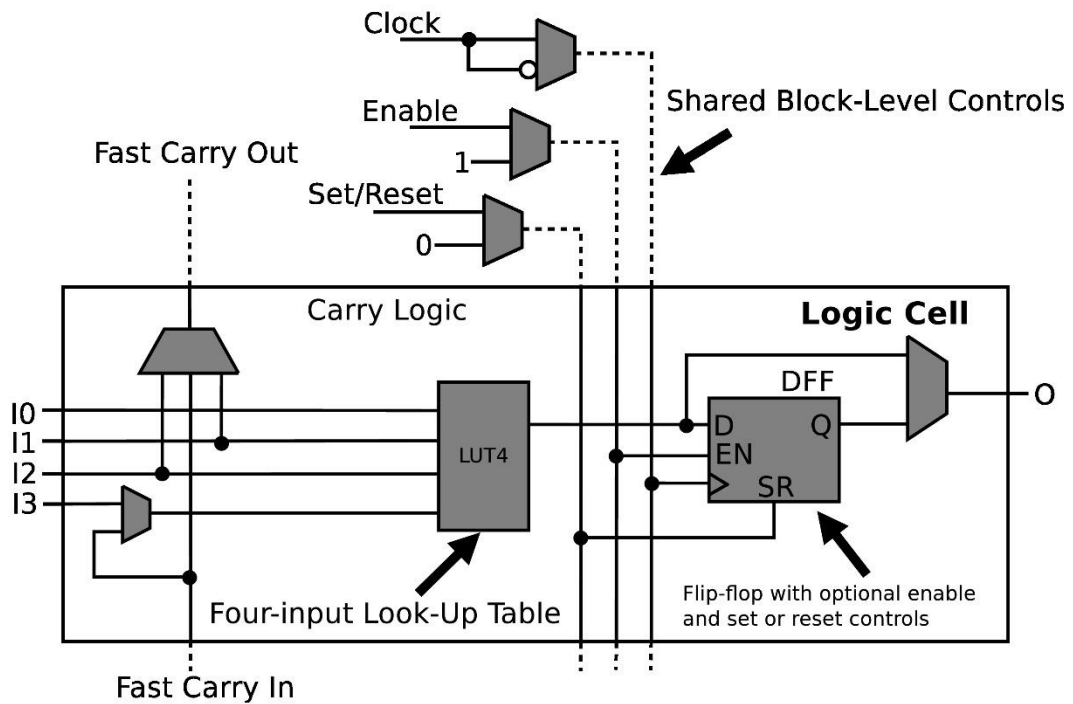 Clock
Shared Block-Level Controls
Enable
1
Fast Carry Out
Set/Reset
0
Carry Logic
Logic Cell
DFF
I0
I1
I2
I3
LUT4
D
Q
EN
SR
O
Four-input Look-Up Table
Flip-flop with optional enable
and set or reset controls
Fast Carry In